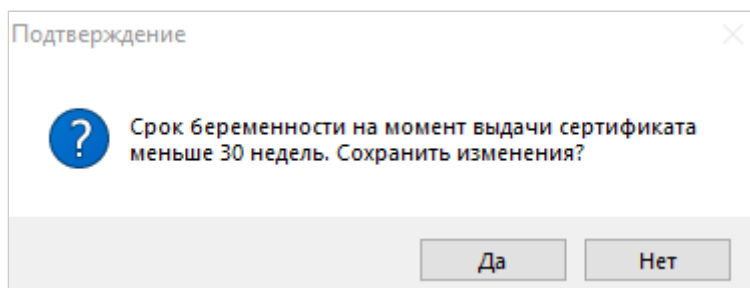 Подтверждение
Срок беременности на момент выдачи сертификата
меньше 30 недель. Сохранить изменения?
Да
Нет